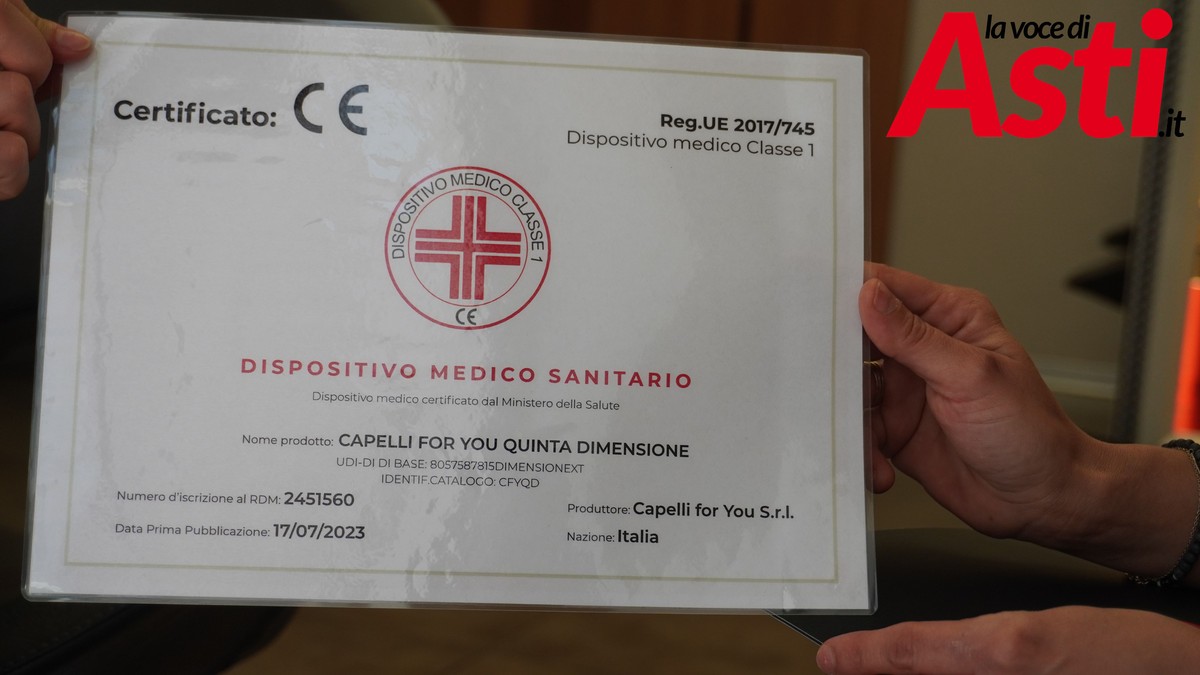 la voce di
Asti.it
Certificato: CE
Reg.UE 2017/745
Dispositivo medico Classe 1
DISPOSITIVO MEDICO CLASSE 1
CE
DISPOSITIVO MEDICO SANITARIO
Dispositivo medico certificato dal Ministero della Salute
Nome prodotto: CAPELLI FOR YOU QUINTA DIMENSIONE
UDI-DI DI BASE: 8057587815DIMENSIONEXT
IDENTIF.CATALOGO: CFYQD
Numero d'iscrizione al RDM: 2451560
Data Prima Pubblicazione: 17/07/2023
Produttore: Capelli for You S.r.l.
Nazione: Italia